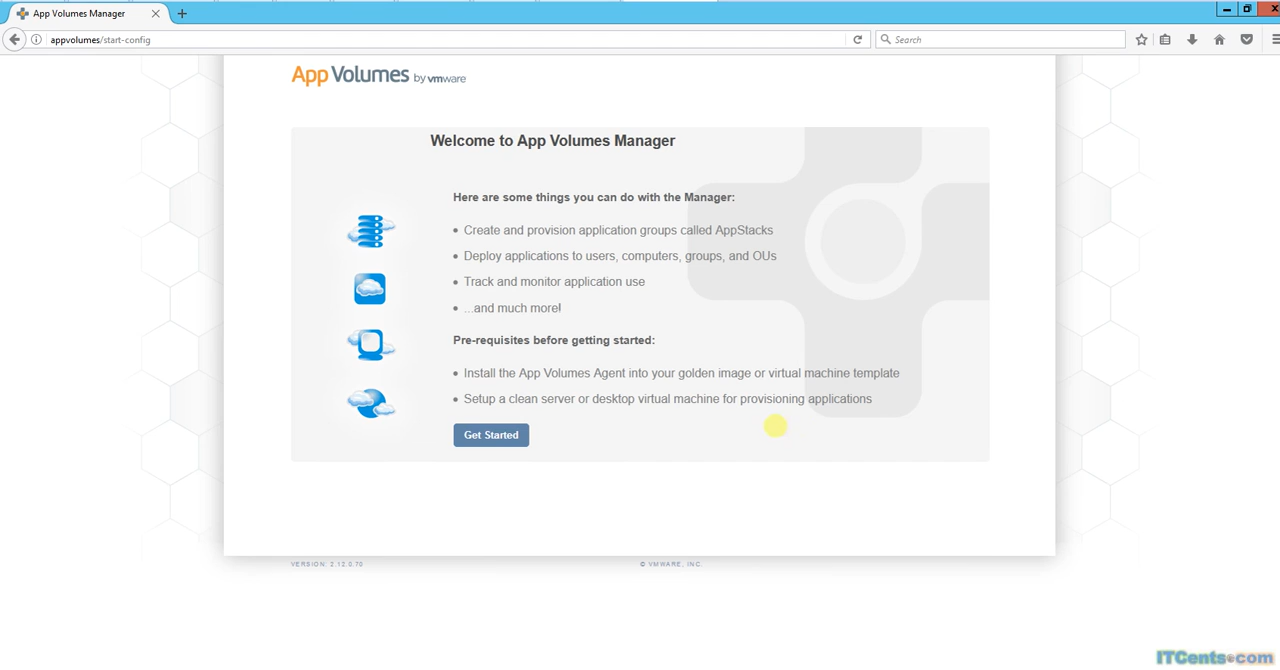 App Volumes Manager
appvolumes/start-config
Search
App Volumes by vmware
Welcome to App Volumes Manager
Here are some things you can do with the Manager:
Create and provision application groups called AppStacks
Deploy applications to users, computers, groups, and OUs
Track and monitor application use
...and much more!
Pre-requisites before getting started:
Install the App Volumes Agent into your golden image or virtual machine template
Setup a clean server or desktop virtual machine for provisioning applications
Get Started
VERSION: 2.12.0.70
© VMWARE, INC.
ITCents®com